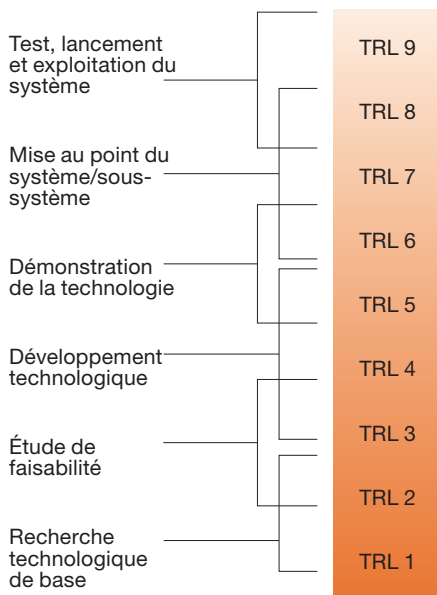 Test, lancement
et exploitation du
système
Mise au point du
système/sous-
système
Démonstration
de la technologie
Développement
technologique
Étude de
faisabilité
Recherche
technologique
de base
TRL 9
TRL 8
TRL 7
TRL 6
TRL 5
TRL 4
TRL 3
TRL 2
TRL 1